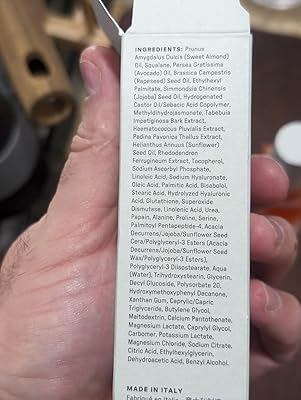 INGREDIENTS: Prunus
Amygdalus Dulcis (Sweet Almond)
Oil, Squalane, Persea Gratissima
(Avocado) Oil, Brassica Campestris
(Rapeseed) Seed Oil, Ethylhexyl
Palmitate, Simmondsia Chinensis
(Jojoba) Seed Oil, Hydrogenated
Castor Oil/Sebacic Acid Copolymer,
Methyldihydrojasmonate, Tabebuia
Impetiginosa Bark Extract,
Haematococcus Pluvialis Extract,
Padina Pavonica Thallus Extract,
Helianthus Annuus (Sunflower)
Seed Oil, Rhododendron
Ferrugineum Extract, Tocopherol,
Sodium Ascorbyl Phosphate,
Linoleic Acid, Sodium Hyaluronate,
Oleic Acid, Palmitic Acid, Bisabolol,
Stearic Acid, Hydrolyzed Hyaluronic
Acid, Glutathione, Superoxide
Dismutase, Linolenic Acid, Urea,
Papain, Alanine, Proline, Serine,
Palmitoyl Pentapeptide-4, Acacia
Decurrens/Jojoba/Sunflower Seed
Cera/Polyglyceryl-3 Esters (Acacia
Decurrens/Jojoba/Sunflower Seed
Wax/Polyglyceryl-3 Esters),
Polyglyceryl-3 Diisostearate, Aqua
(Water), Trihydroxystearin, Glycerin,
Decyl Glucoside, Polysorbate 20,
Hydroxymethoxyphenyl Decanone,
Xanthan Gum, Caprylic/Capric
Triglyceride, Butylene Glycol,
Maltodextrin, Calcium Pantothenate,
Magnesium Lactate, Caprylyl Glycol,
Carbomer, Potassium Lactate,
Magnesium Chloride, Sodium Citrate,
Citric Acid, Ethylhexylglycerin,
Dehydroacetic Acid, Benzyl Alcohol.
MADE IN ITALY
Fabriqué en Italie